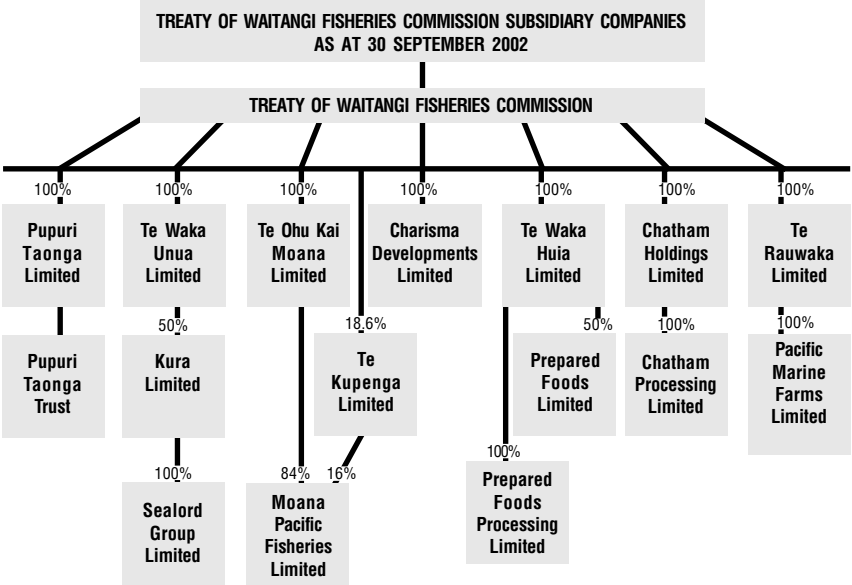 TREATY OF WAITANGI FISHERIES COMMISSION SUBSIDIARY COMPANIES
AS AT 30 SEPTEMBER 2002
TREATY OF WAITANGI FISHERIES COMMISSION
100%
100%
100%
100%
100%
100%
100%
Pupuri
Taonga
Limited
Te Waka
Unua
Limited
Te Ohu Kai
Moana
Limited
Charisma
Developments
Limited
Te Waka
Huia
Limited
Chatham
Holdings
Limited
Te
Rauwaka
Limited
50%
18.6%
50%
100%
100%
Pupuri
Taonga
Trust
Kura
Limited
Te
Kupenga
Limited
Prepared
Foods
Limited
Chatham
Processing
Limited
Pacific
Marine
Farms
Limited
100%
84%
16%
100%
Sealord
Group
Limited
Moana
Pacific
Fisheries
Limited
Prepared
Foods
Processing
Limited